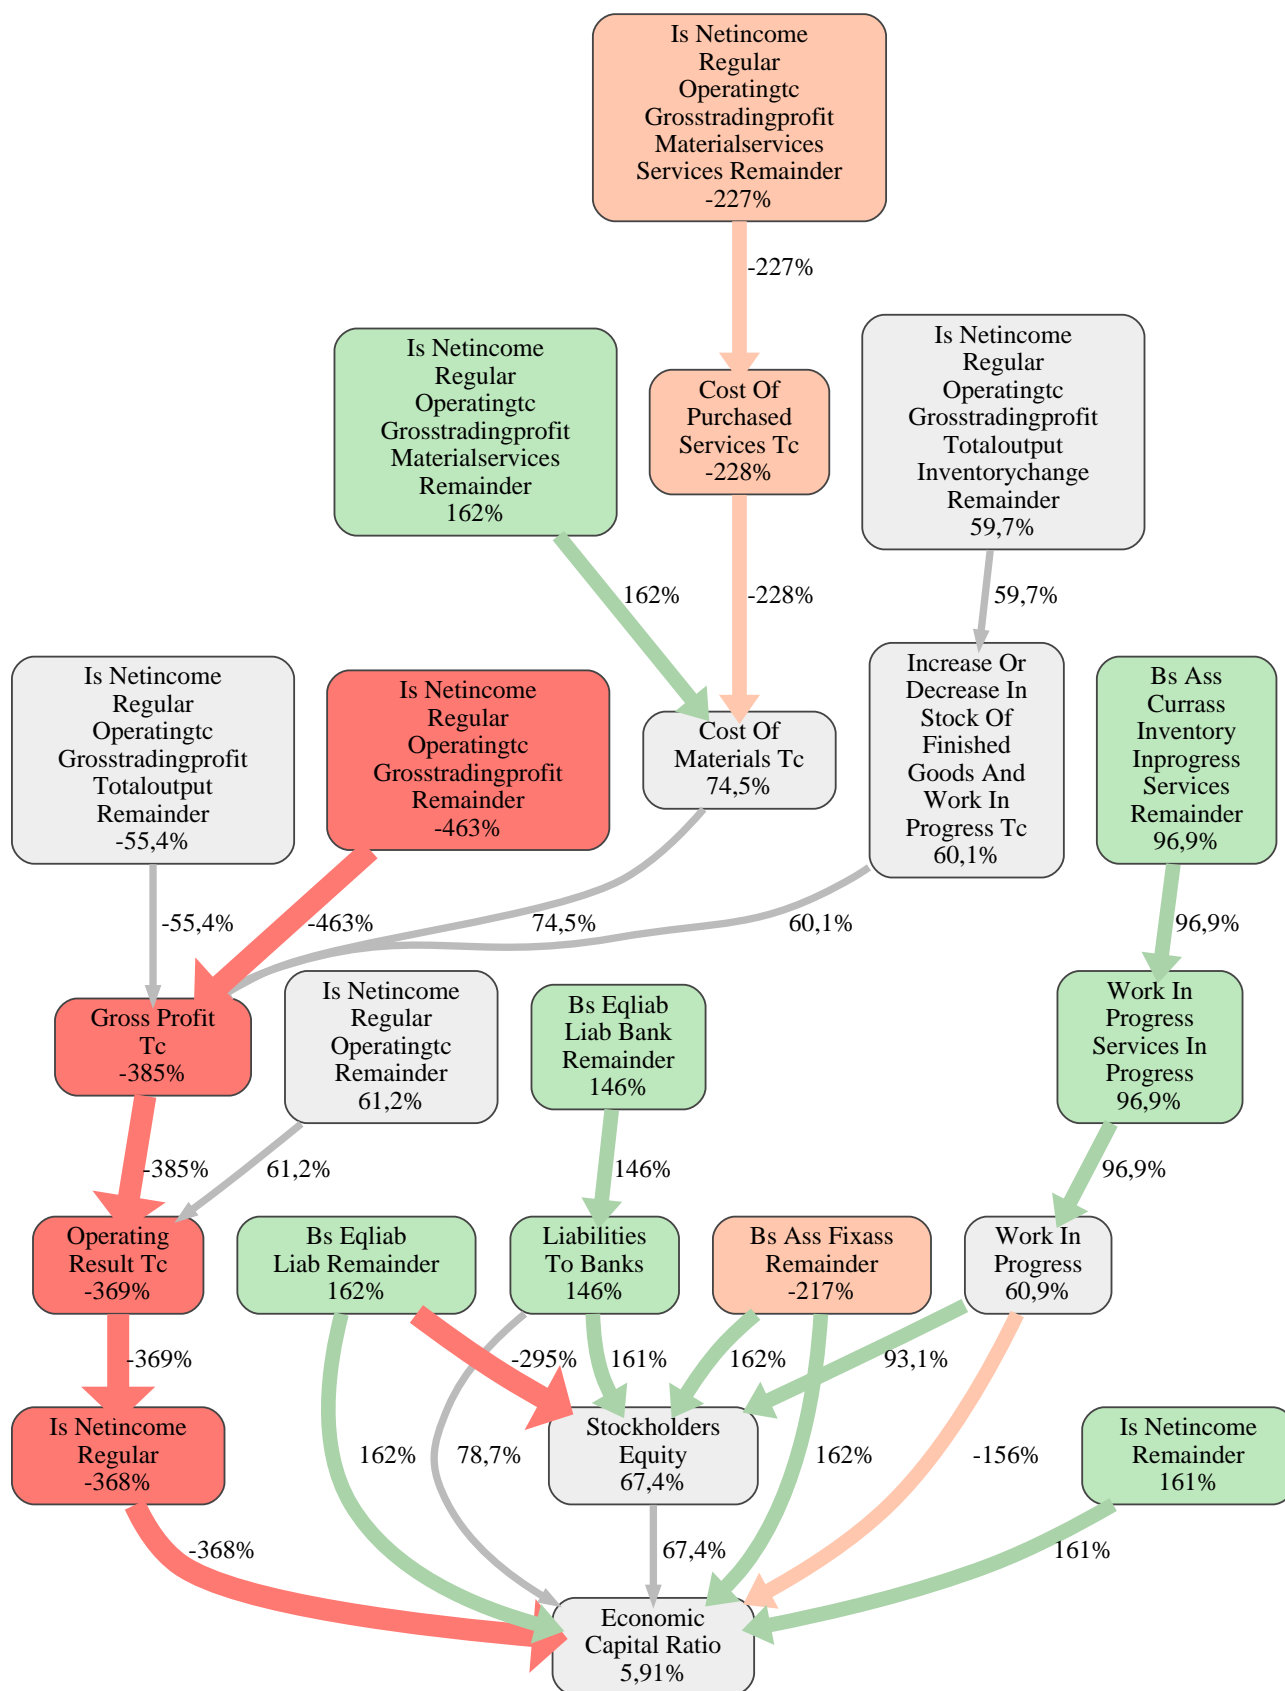 Is Netincome
Regular
Operatingtc
Grosstradingprofit
Materialservices
Services Remainder
-227%
-227%
Is Netincome
Regular
Operatingtc
Grosstradingprofit
Materialservices
Remainder
162%
Cost Of
Purchased
Services Tc
-228%
Is Netincome
Regular
Operatingtc
Grosstradingprofit
Totaloutput
Inventorychange
Remainder
59,7%
162%
-228%
59,7%
Is Netincome
Regular
Operatingtc
Grosstradingprofit
Totaloutput
Remainder
-55,4%
Is Netincome
Regular
Operatingtc
Grosstradingprofit
Remainder
-463%
Cost Of
Materials Tc
74,5%
Increase Or
Decrease In
Stock Of
Finished
Goods And
Work In
Progress Tc
60,1%
Bs Ass
Currass
Inventory
Inprogress
Services
Remainder
96,9%
-55,4%
-463%
74,5%
60,1%
96,9%
Gross Profit
Tc
-385%
Is Netincome
Regular
Operatingtc
Remainder
61,2%
Bs Eqliab
Liab Bank
Remainder
146%
Work In
Progress
Services In
Progress
96,9%
-385%
61,2%
146%
96,9%
Operating
Result Tc
-369%
Bs Eqliab
Liab Remainder
162%
Liabilities
To Banks
146%
Bs Ass Fixass
Remainder
-217%
Work In
Progress
60,9%
-369%
-295%
161%
162%
93,1%
Is Netincome
Regular
-368%
162%
78,7%
Stockholders
Equity
67,4%
162%
-156%
Is Netincome
Remainder
161%
-368%
67,4%
161%
Economic
Capital Ratio
5,91%